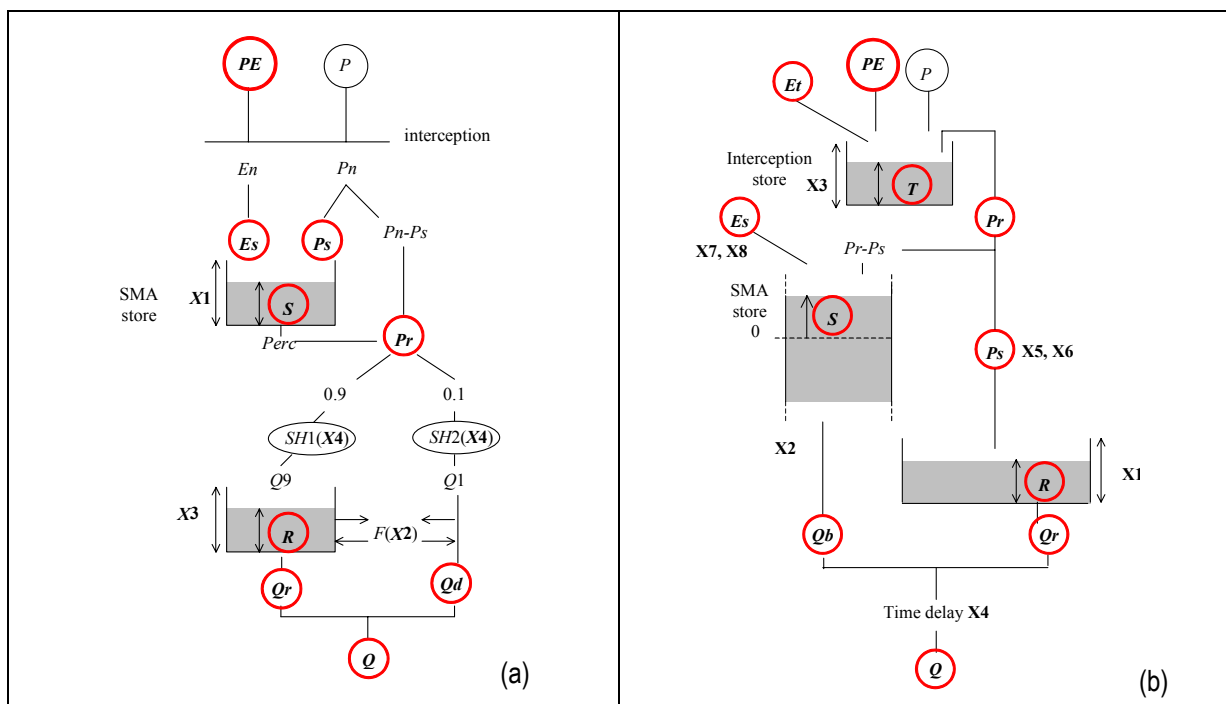 PE
P
interception
En
Pn
Es
Ps
Pn-Ps
X1
SMA
store
S
Perc
Pr
0.9
0.1
SH1(X4)
SH2(X4)
Q9
Q1
X3
R
F(X2)
Qr
Qd
Q
(a)
Et
PE
P
Interception
store
X3
T
Es
X7, X8
Pr
Pr-Ps
SMA
store
0
S
Ps
X5, X6
X2
X1
R
Qb
Qr
Time delay X4
Q
(b)